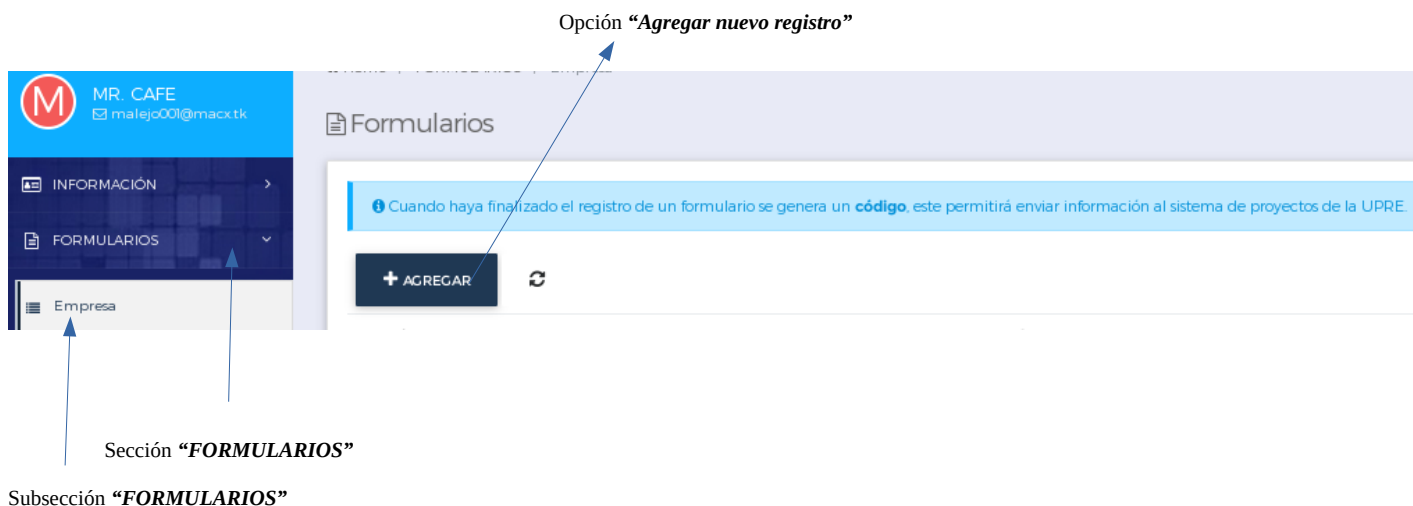 Opción “Agregar nuevo registro”
MR. CAFE
malejo001@macx.tk
Formularios
INFORMACIÓN
Cuando haya finalizado el registro de un formulario se genera un código, este permitirá enviar información al sistema de proyectos de la UPRE.
FORMULARIOS
AGREGAR
Empresa
Sección “FORMULARIOS”
Subsección “FORMULARIOS”